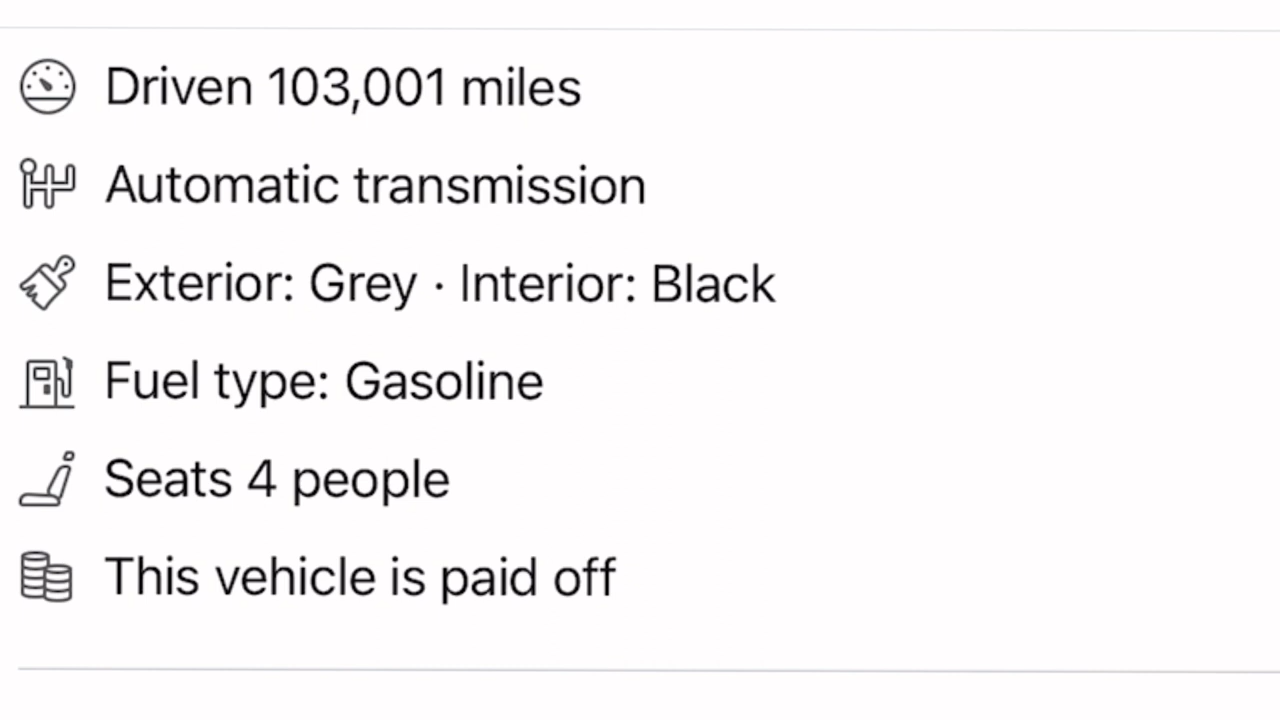 Driven 103,001 miles
Automatic transmission
Exterior: Grey · Interior: Black
Fuel type: Gasoline
Seats 4 people
This vehicle is paid off